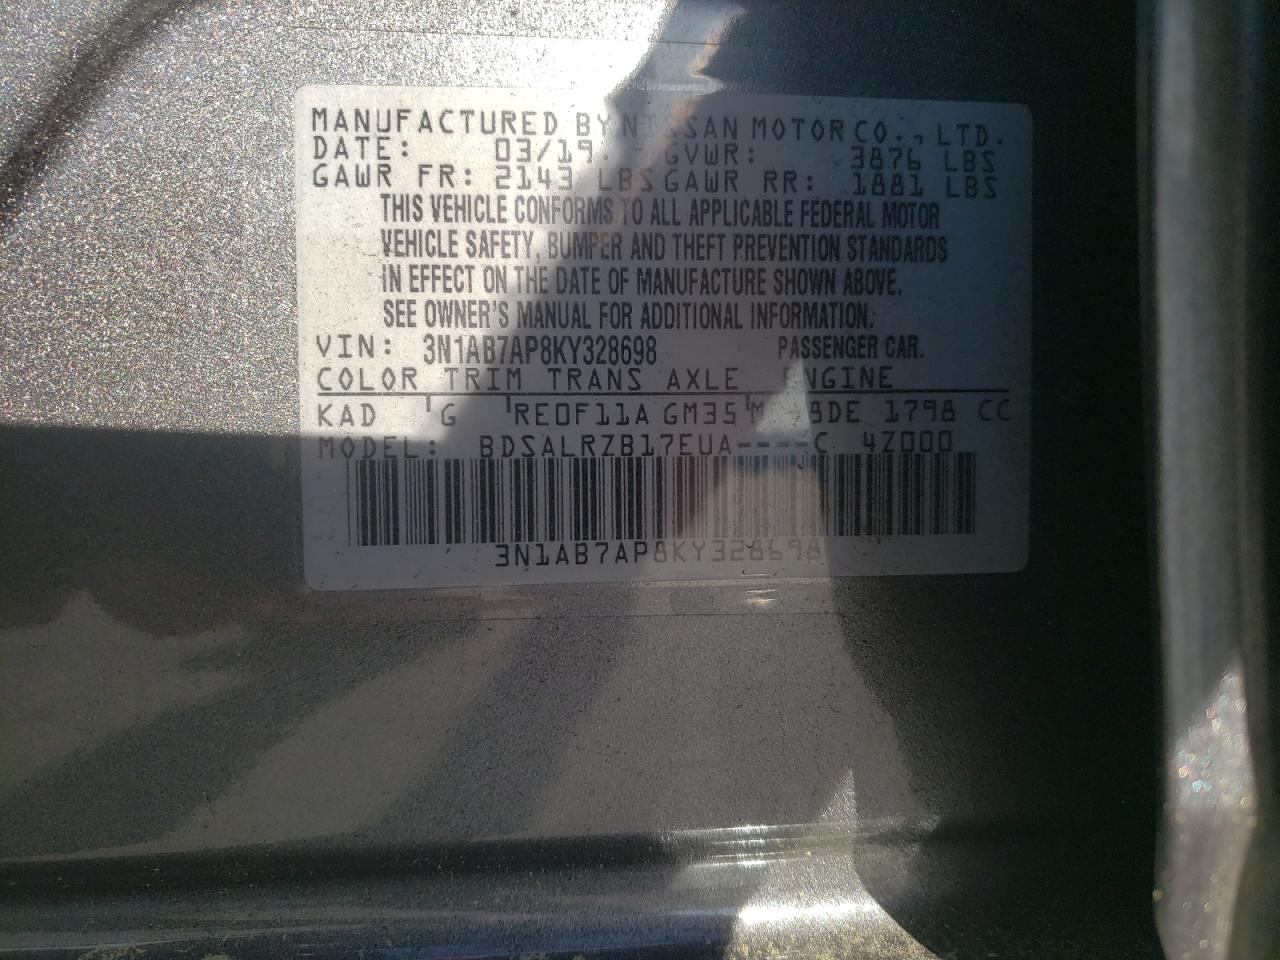 MANUFACTURED BY NISSAN MOTOR CO., LTD.
DATE: 03/19 GVWR: 3876 LBS
GAWR FR: 2143 LBS GAWR RR: 1881 LBS
THIS VEHICLE CONFORMS TO ALL APPLICABLE FEDERAL MOTOR
VEHICLE SAFETY, BUMPER AND THEFT PREVENTION STANDARDS
IN EFFECT ON THE DATE OF MANUFACTURE SHOWN ABOVE.
SEE OWNER'S MANUAL FOR ADDITIONAL INFORMATION.
VIN: 3N1AB7AP8KY328698 PASSENGER CAR.
COLOR TRIM TRANS AXLE ENGINE
KAD G RE0F11A GM35 1798 CC
MODEL: BDSALRZB17EUA----C 4Z000
3N1AB7AP8KY328698